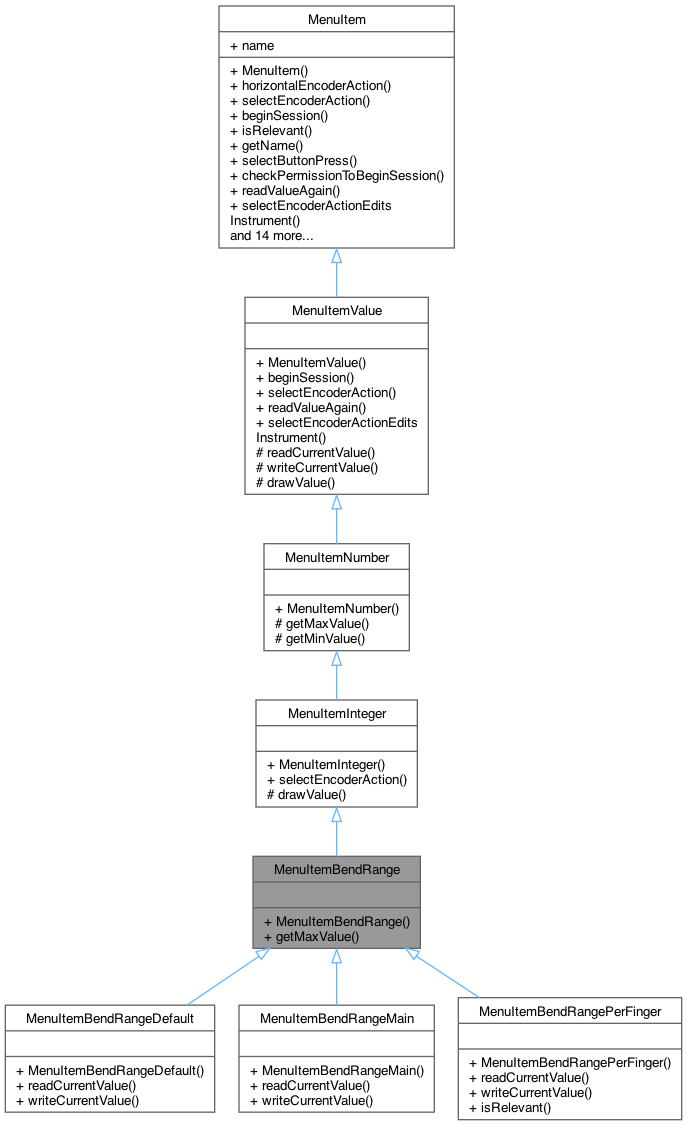 MenuItem
+ name
+ MenuItem()
+ horizontalEncoderAction()
+ selectEncoderAction()
+ beginSession()
+ isRelevant()
+ getName()
+ selectButtonPress()
+ checkPermissionToBeginSession()
+ readValueAgain()
+ selectEncoderActionEdits
Instrument()
and 14 more...
MenuItemValue
+ MenuItemValue()
+ beginSession()
+ selectEncoderAction()
+ readValueAgain()
+ selectEncoderActionEdits
Instrument()
# readCurrentValue()
# writeCurrentValue()
# drawValue()
MenuItemNumber
+ MenuItemNumber()
# getMaxValue()
# getMinValue()
MenuItemInteger
+ MenuItemInteger()
+ selectEncoderAction()
# drawValue()
MenuItemBendRange
+ MenuItemBendRange()
+ getMaxValue()
MenuItemBendRangeDefault
+ MenuItemBendRangeDefault()
+ readCurrentValue()
+ writeCurrentValue()
MenuItemBendRangeMain
+ MenuItemBendRangeMain()
+ readCurrentValue()
+ writeCurrentValue()
MenuItemBendRangePerFinger
+ MenuItemBendRangePerFinger()
+ readCurrentValue()
+ writeCurrentValue()
+ isRelevant()